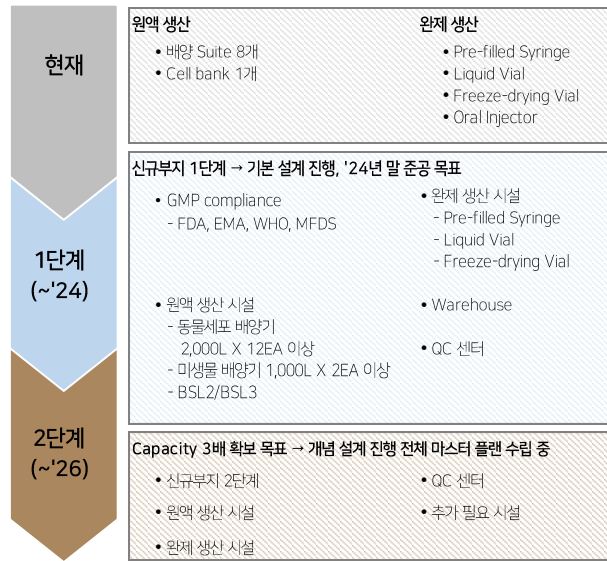 현재
원액 생산
• 배양 Suite 8개
• Cell bank 1개
완제 생산
• Pre-filled Syringe
• Liquid Vial
• Freeze-drying Vial
• Oral Injector
1단계
(~'24)
신규부지 1단계 → 기본 설계 진행, '24년 말 준공 목표
• GMP compliance
- FDA, EMA, WHO, MFDS
• 원액 생산 시설
- 동물세포 배양기
2,000L X 12EA 이상
- 미생물 배양기 1,000L X 2EA 이상
- BSL2/BSL3
• 완제 생산 시설
- Pre-filled Syringe
- Liquid Vial
- Freeze-drying Vial
• Warehouse
• QC 센터
2단계
(~'26)
Capacity 3배 확보 목표 → 개념 설계 진행 전체 마스터 플랜 수립 중
• 신규부지 2단계
• 원액 생산 시설
• 완제 생산 시설
• QC 센터
• 추가 필요 시설